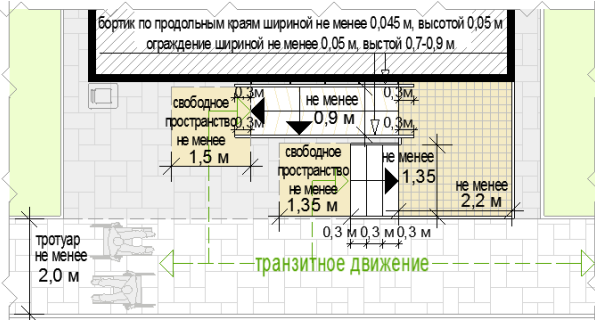 бортик по продольным краям шириной не менее 0,045 м, высотой 0,05 м
ограждение шириной не менее 0,05 м, выстой 0,7-0,9 м
0,3м
0,3м
свободное
пространство
не менее
1,5 м
не менее
0,9 м
0,3м
0,3м
свободное
пространство
не менее
1,35 м
не менее
1,35
не менее
2,2 м
0,3 м 0,3 м 0,3 м
тротуар
не менее
2,0 м
транзитное движение